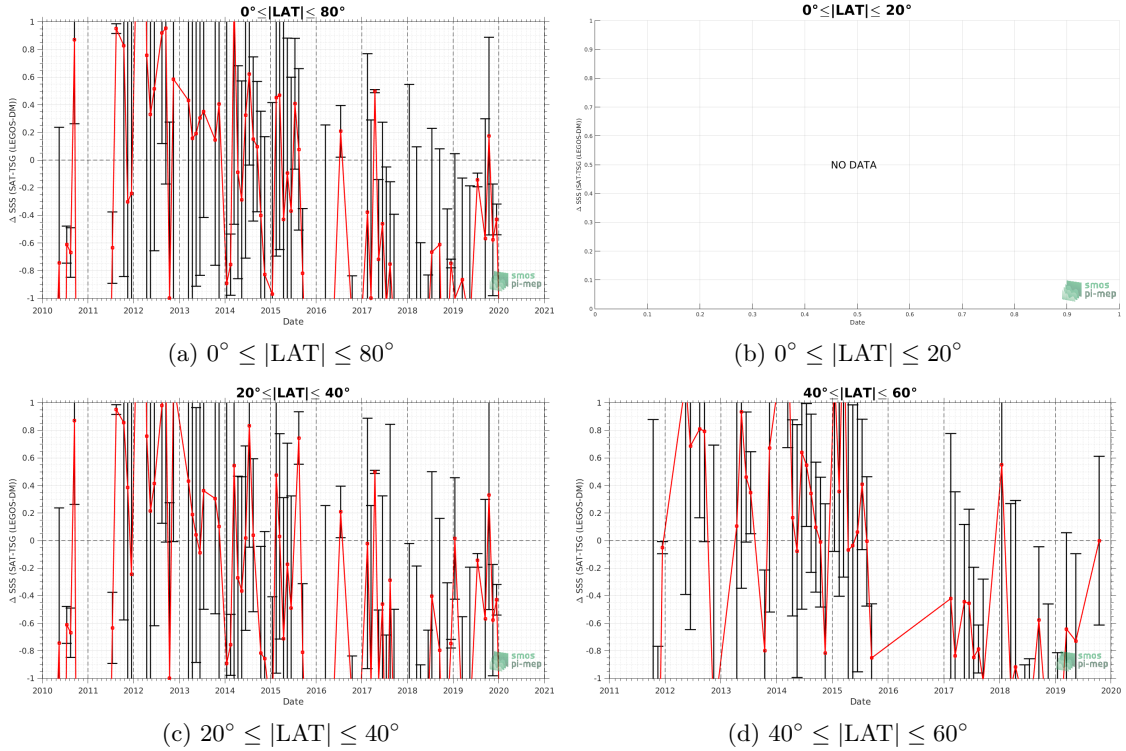 0°≤|LAT|≤ 80°
Δ SSS (SAT-TSG (LEGOS-DM))
1
0.8
0.6
0.4
0.2
0
-0.2
-0.4
-0.6
-0.8
-1
2010 2011 2012 2013 2014 2015 2016 2017 2018 2019 2020 2021
Date
smos
pi-mep
(a) 0° ≤ |LAT| ≤ 80°
0°≤|LAT|≤ 20°
Δ SSS (SAT-TSG (LEGOS-DM))
1
0.9
0.8
0.7
0.6
0.5
0.4
0.3
0.2
0.1
0
NO DATA
0 0.1 0.2 0.3 0.4 0.5 0.6 0.7 0.8 0.9 1
Date
smos
pi-mep
(b) 0° ≤ |LAT| ≤ 20°
20°≤|LAT|≤ 40°
Δ SSS (SAT-TSG (LEGOS-DM))
1
0.8
0.6
0.4
0.2
0
-0.2
-0.4
-0.6
-0.8
-1
2010 2011 2012 2013 2014 2015 2016 2017 2018 2019 2020 2021
Date
smos
pi-mep
(c) 20° ≤ |LAT| ≤ 40°
40°≤|LAT|≤ 60°
Δ SSS (SAT-TSG (LEGOS-DM))
1
0.8
0.6
0.4
0.2
0
-0.2
-0.4
-0.6
-0.8
-1
2011 2012 2013 2014 2015 2016 2017 2018 2019 2020
Date
smos
pi-mep
(d) 40° ≤ |LAT| ≤ 60°